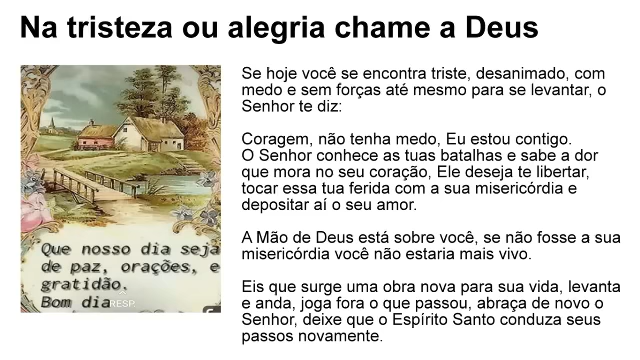 Na tristeza ou alegria chame a Deus
Se hoje você se encontra triste, desanimado, com
medo e sem forças até mesmo para se levantar, o
Senhor te diz:
Coragem, não tenha medo, Eu estou contigo.
O Senhor conhece as tuas batalhas e sabe a dor
que mora no seu coração, Ele deseja te libertar,
tocar essa tua ferida com a sua misericórdia e
depositar aí o seu amor.
A Mão de Deus está sobre você, se não fosse a sua
misericórdia você não estaria mais vivo.
Eis que surge uma obra nova para sua vida, levanta
e anda, joga fora o que passou, abraça de novo o
Senhor, deixe que o Espírito Santo conduza seus
passos novamente.
Que nosso dia seja
de paz, orações, e
gratidão.
Bom dia
RESP